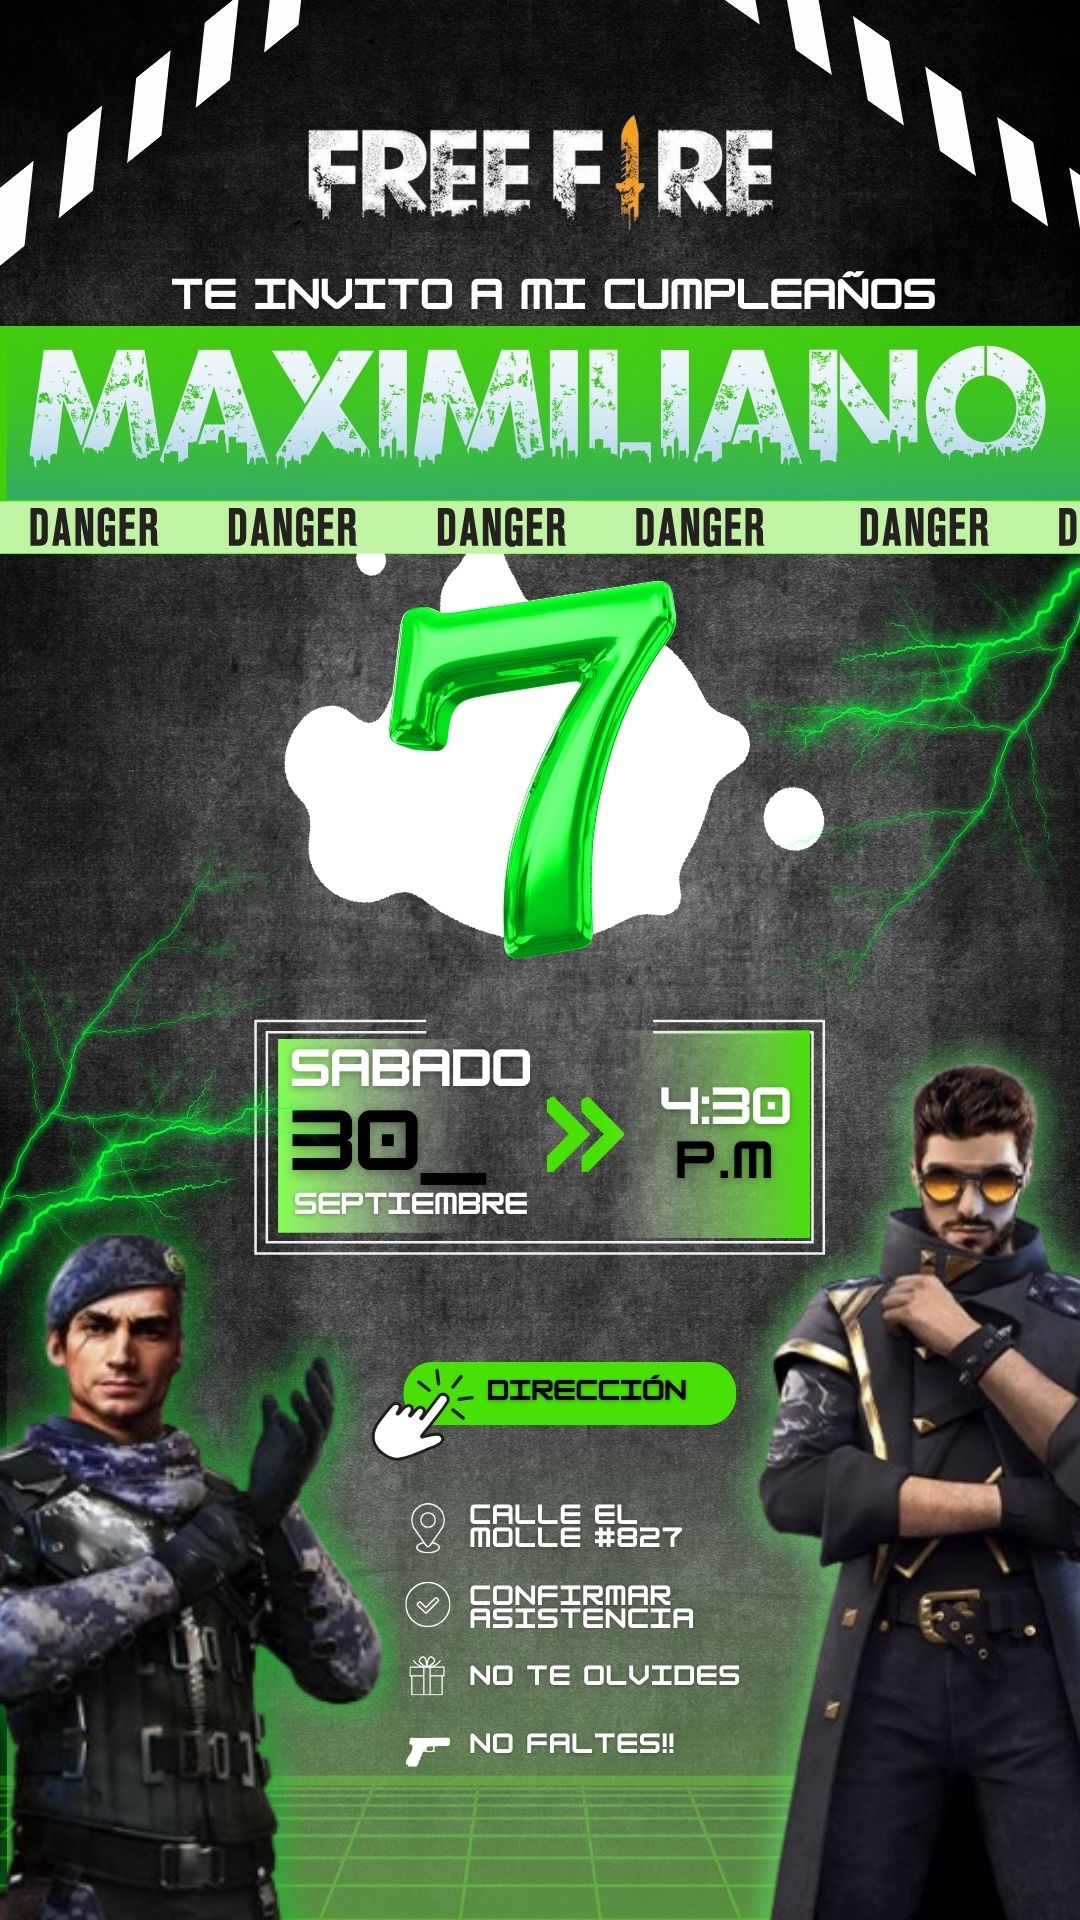 FREE FIRE
TE INVITO A MI CUMPLEAÑOS
MAXIMILIANO
DANGER DANGER DANGER DANGER DANGER D
7
SABADO
30_
SEPTIEMBRE
4:30
P.M
DIRECCIÓN
CALLE EL
MOLLE #827
CONFIRMAR
ASISTENCIA
NO TE OLVIDES
NO FALTES!!